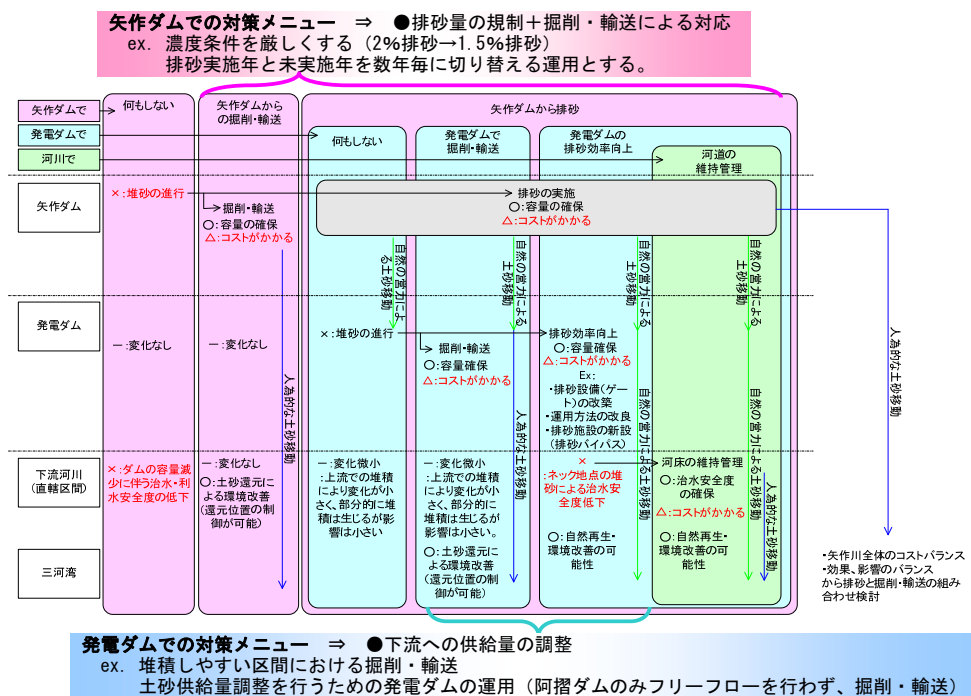 矢作ダムでの対策メニュー ⇒ ●排砂量の規制＋掘削・輸送による対応
ex. 濃度条件を厳しくする（2%排砂→1.5%排砂）
排砂実施年と未実施年を数年毎に切り替える運用とする。
矢作ダムで
発電ダムで
河川で
何もしない
矢作ダムから
の掘削・輸送
矢作ダムから排砂
何もしない
発電ダムで
掘削・輸送
発電ダムの
排砂効率向上
河道の
維持管理
矢作ダム
×:堆砂の進行
掘削・輸送
○:容量の確保
△:コストがかかる
排砂の実施
○:容量の確保
△:コストがかかる
自然の営力によ
る土砂移動
自然の営力による
土砂移動
自然の営力による
土砂移動
自然の営力による
土砂移動
発電ダム
－:変化なし
－:変化なし
×:堆砂の進行
掘削・輸送
○:容量確保
△:コストがかかる
排砂効率向上
○:容量確保
△:コストがかかる
Ex:
・排砂設備(ゲー
ト)の改築
・運用方法の改良
・排砂施設の新設
(排砂バイパス)
人為的な土砂移動
人為的な土砂移動
自然の営力による土砂移動
自然の営力による土砂移動
人為的な土砂移動
人為的な土砂移動
下流河川
(直轄区間)
×:ダムの容量減
少に伴う治水・利
水安全度の低下
－:変化なし
○:土砂還元に
よる環境改善
(還元位置の制
御が可能)
－:変化微小
:上流での堆積
により変化が小
さく、部分的に堆
積は生じるが影
響は小さい
－:変化微小
:上流での堆積
により変化が小
さく、部分的に
堆積は生じるが
影響は小さい。
○:土砂還元に
よる環境改善
(還元位置の制
御が可能)
×
:ネック地点の堆
砂による治水安
全度低下
○:自然再生・
環境改善の可
能性
河床の維持管理
○:治水安全度
の確保
△:コストがかかる
○:自然再生・
環境改善の可
能性
三河湾
・矢作川全体のコストバランス
・効果、影響のバランス
から排砂と掘削・輸送の組み
合わせ検討
発電ダムでの対策メニュー ⇒ ●下流への供給量の調整
ex. 堆積しやすい区間における掘削・輸送
土砂供給量調整を行うための発電ダムの運用（阿摺ダムのみフリーフローを行わず、掘削・輸送）